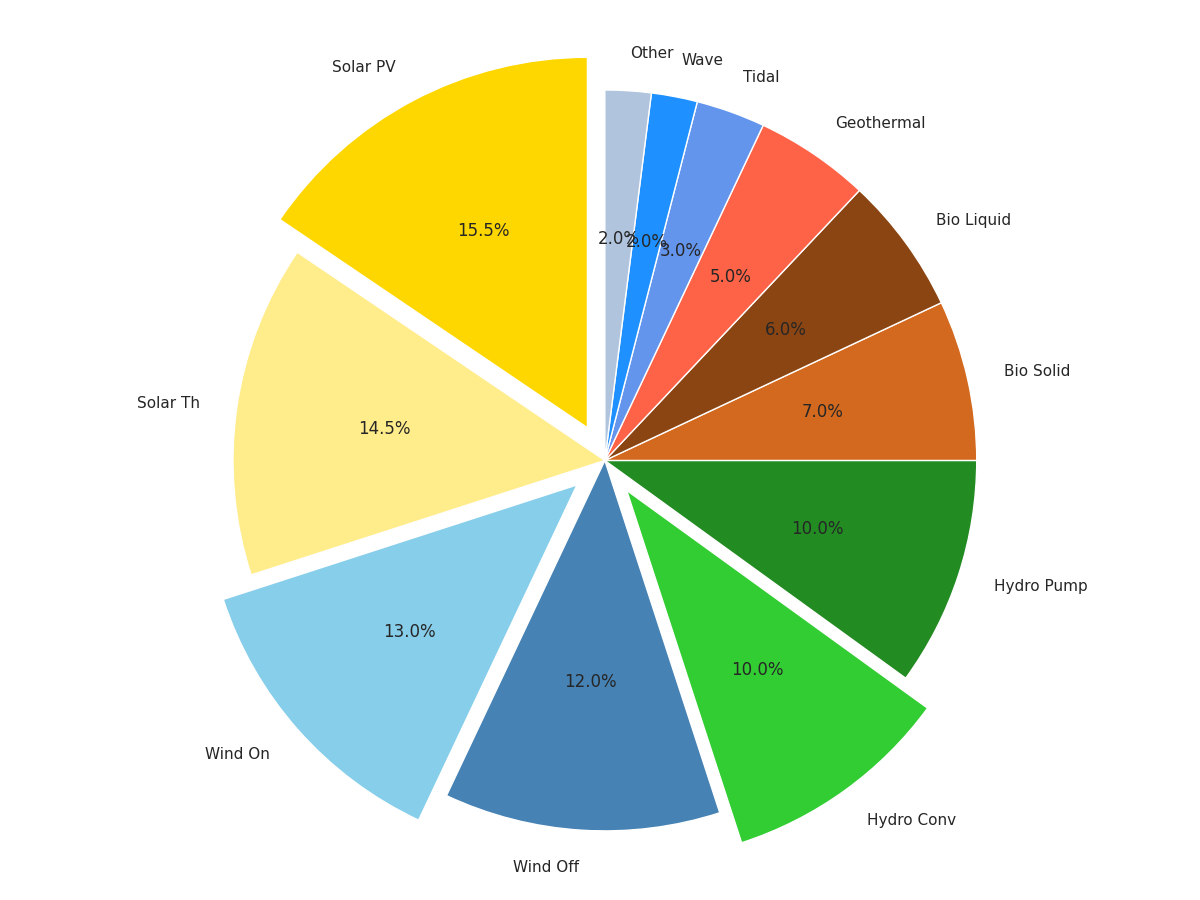 Other
Wave
Solar PV
Tidal
Geothermal
Bio Liquid
15.5%
2.0%
2.0%
3.0%
5.0%
6.0%
Bio Solid
Solar Th
14.5%
7.0%
10.0%
Hydro Pump
13.0%
10.0%
12.0%
Wind On
Hydro Conv
Wind Off